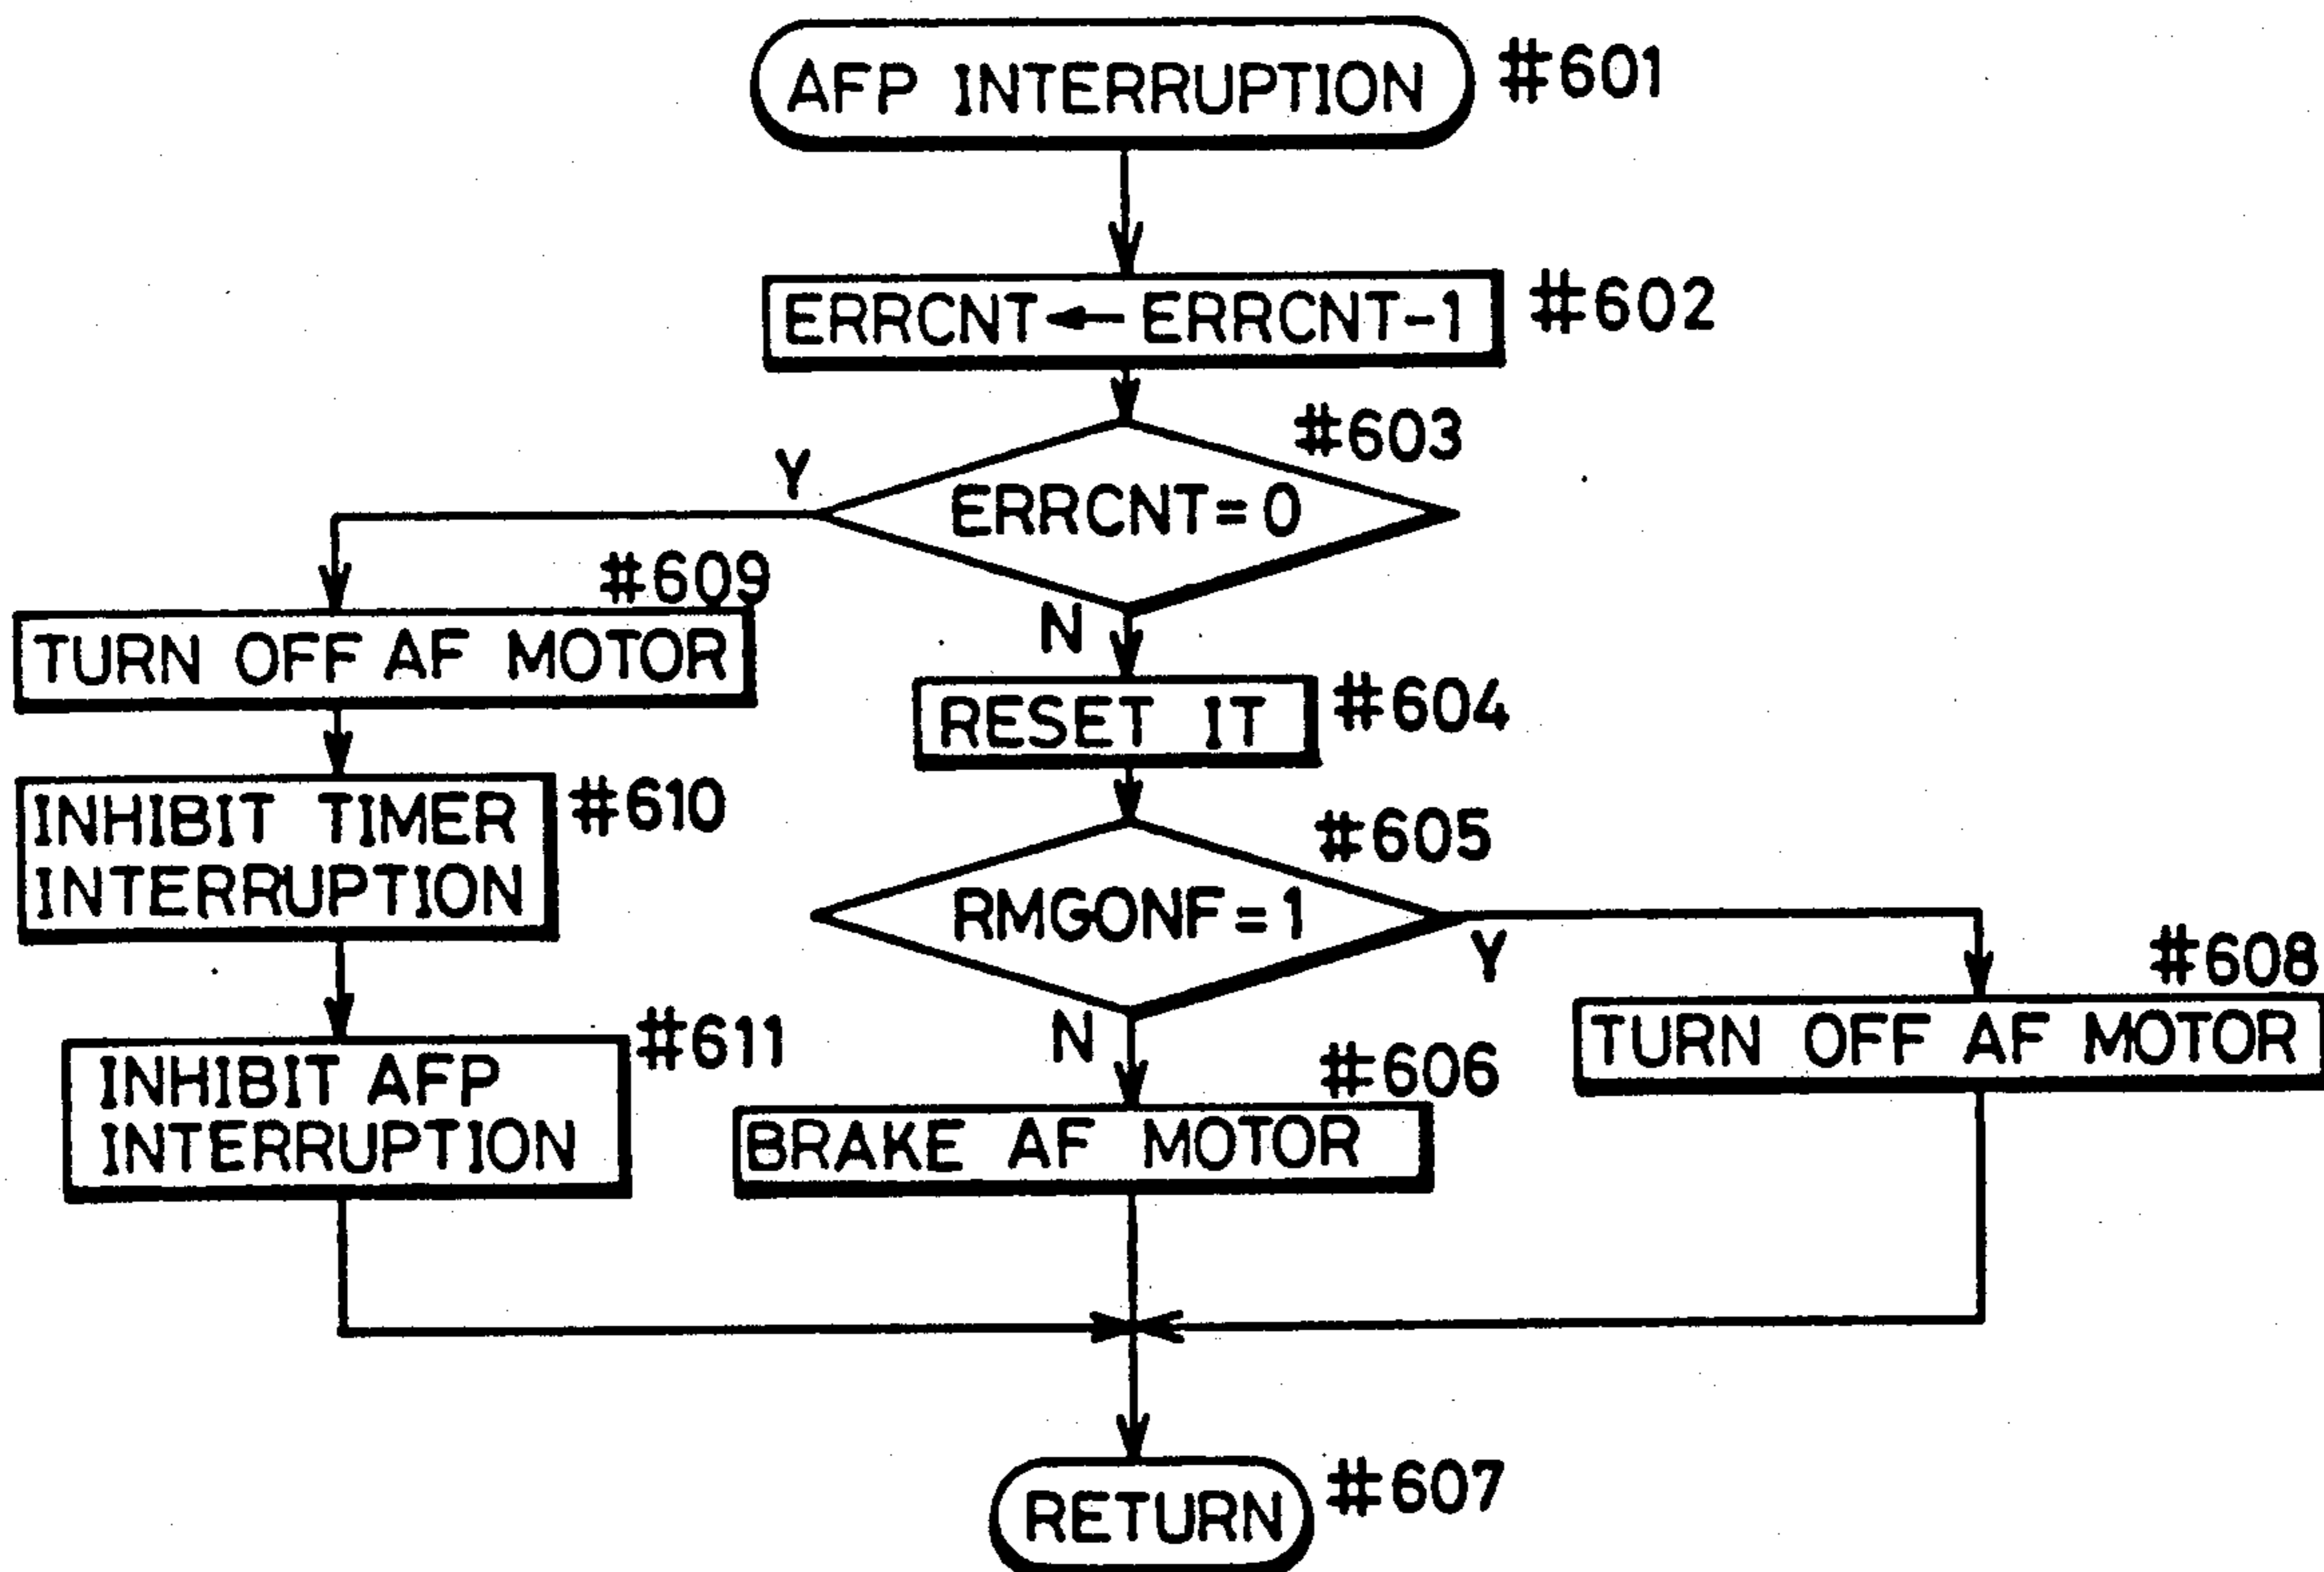 AFP INTERRUPTION #601
ERRCNT ← ERRCNT-1 #602
#603
Y
ERRCNT=0
N
#609
TURN OFF AF MOTOR
RESET IT #604
INHIBIT TIMER
INTERRUPTION
#610
#605
RMGONF=1
Y
N
#608
TURN OFF AF MOTOR
INHIBIT AFP
INTERRUPTION
#611
#606
BRAKE AF MOTOR
RETURN #607